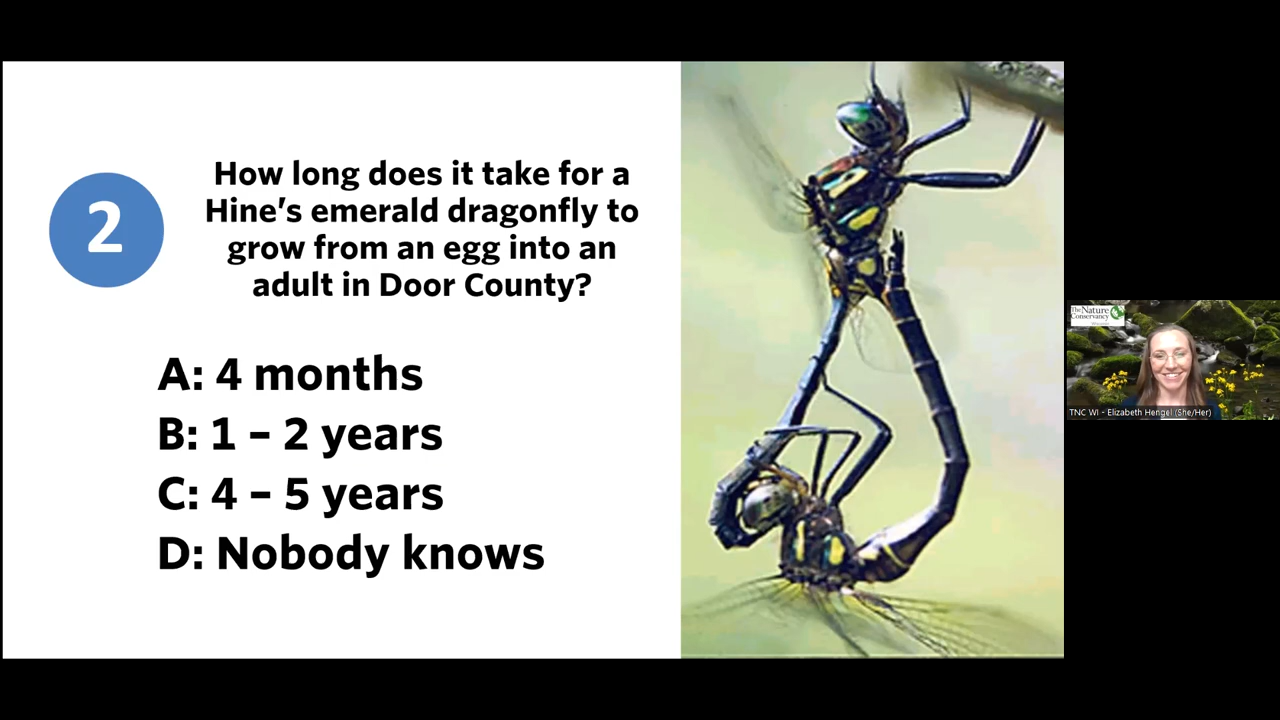 2
How long does it take for a
Hine's emerald dragonfly to
grow from an egg into an
adult in Door County?
A: 4 months
B: 1 – 2 years
C: 4 – 5 years
D: Nobody knows
The Nature
Conservancy
TNC WI - Elizabeth Hengel (She/Her)